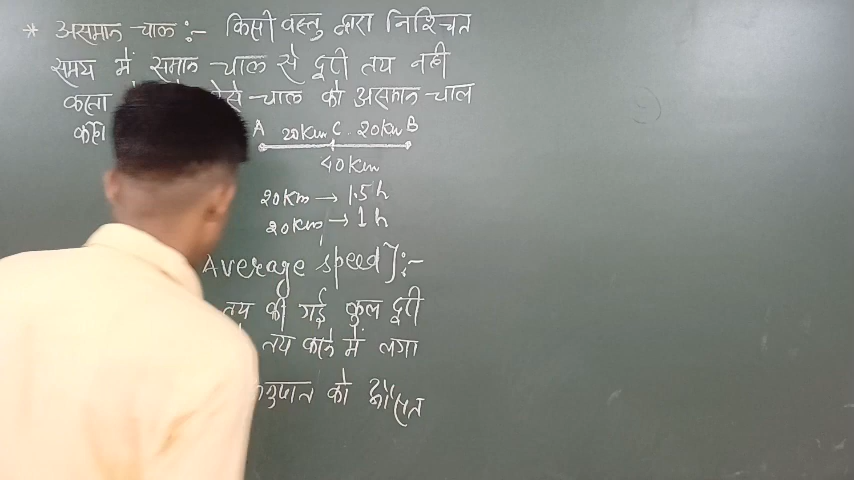 * असमान चाल :- किसी वस्तु द्वारा निश्चित
समय में समान चाल से दूरी तय नही
करता ऐसे चाल को असमान चाल
A 20Km C 20Km B
40Km
20Km → 1.5h
20Km → 1h
Average speed] :-
तय की गई कुल दूरी
तय करने में लगा
अनुपात को औसत